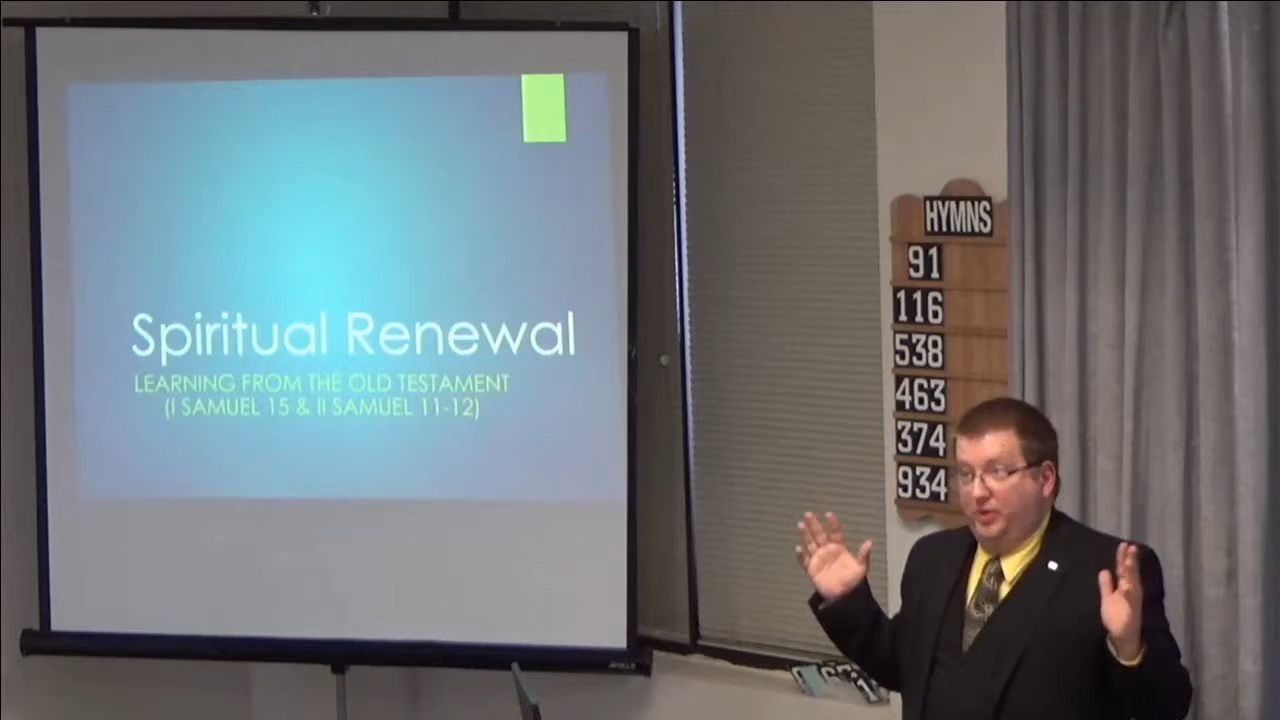 Spiritual Renewal
LEARNING FROM THE OLD TESTAMENT
(I SAMUEL 15 & II SAMUEL 11-12)
HYMNS
91
116
538
463
374
934
APOLLO